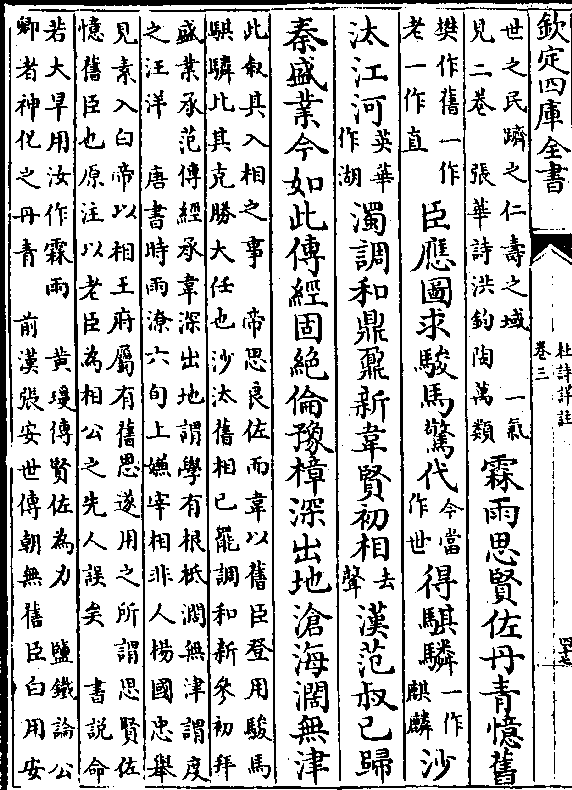 欽定四庫全書
杜詩詳註
卷三
世之民躋之仁壽之域　一氣
見二卷　張華詩洪鈞陶萬類
霖雨思賢佐丹青憶舊
樊作舊一作
老一作直
臣應圖求駿馬驚代
今當
作世
得騏驎
一作
麒麟
沙
汰江河
英華
作湖
濁調和鼎鼐新韋賢初相
去
聲
漢范叔已歸
秦盛業今如此傳經固絕倫豫樟深出地滄海濶無津
此叙其入相之事　帝思良佐而韋以舊臣登用駿馬
騏驎比其克勝大任也沙汰舊相已罷調和新參初拜
盛業承范傳經承韋深出地謂學有根柢濶無津謂度
之汪洋　唐書時雨潦六旬上嫌宰相非人楊國忠舉
見素入白帝以相王府屬有舊恩遂用之所謂思賢佐
憶舊臣也原注以老臣為相公之先人誤矣　書說命
若大旱用汝作霖雨　黃瓊傳賢佐為力　鹽鐵論公
卿者神化之丹青　前漢張安世傳朝無舊臣白用安